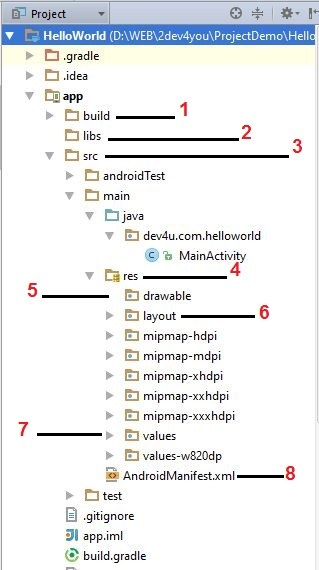 Project
HelloWorld (D:\WEB\2dev4you\ProjectDemo\Hello
.gradle
.idea
app
build 1
libs 2
src 3
androidTest
main
java
dev4u.com.helloworld
C MainActivity
res 4
5 drawable
layout 6
mipmap-hdpi
mipmap-mdpi
mipmap-xhdpi
mipmap-xxhdpi
mipmap-xxxhdpi
7 values
values-w820dp
AndroidManifest.xml 8
test
.gitignore
app.iml
build.gradle